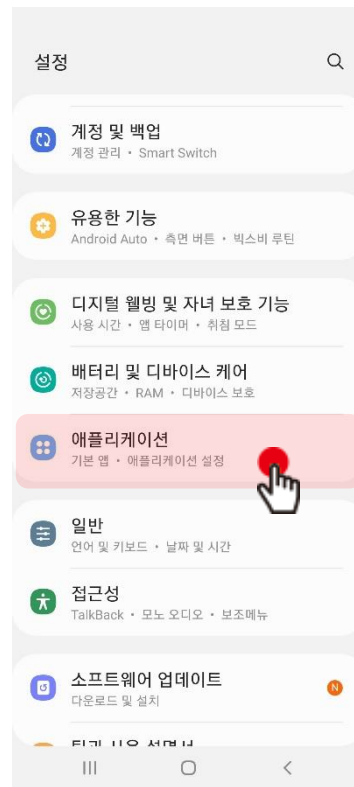 설정
계정 및 백업
계정 관리 • Smart Switch
유용한 기능
Android Auto • 측면 버튼 • 빅스비 루틴
디지털 웰빙 및 자녀 보호 기능
사용 시간 • 앱 타이머 • 취침 모드
배터리 및 디바이스 케어
저장공간 • RAM • 디바이스 보호
애플리케이션
기본 앱 • 애플리케이션 설정
일반
언어 및 키보드 • 날짜 및 시간
접근성
TalkBack • 모노 오디오 • 보조메뉴
소프트웨어 업데이트
다운로드 및 설치
N